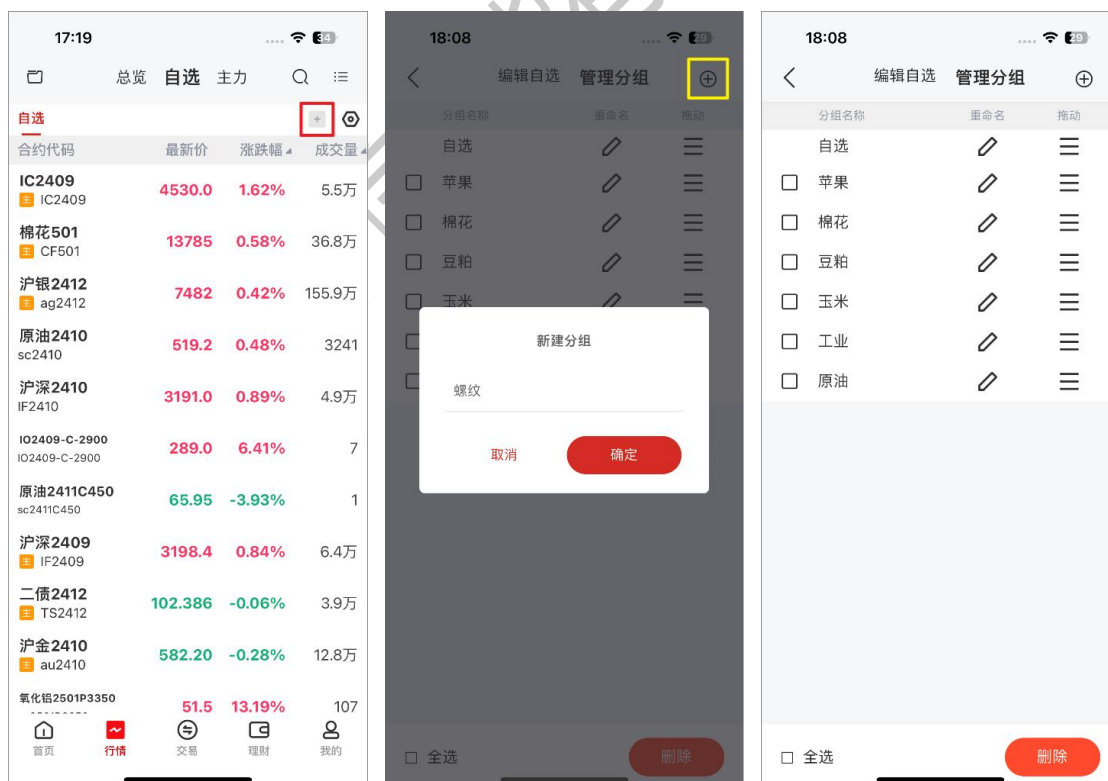 17:19
34
总览 自选 主力
自选
合约代码 最新价 涨跌幅 成交量
IC2409
主 IC2409
4530.0 1.62% 5.5万
棉花501
主 CF501
13785 0.58% 36.8万
沪银2412
主 ag2412
7482 0.42% 155.9万
原油2410
sc2410
519.2 0.48% 3241
沪深2410
IF2410
3191.0 0.89% 4.9万
IO2409-C-2900
IO2409-C-2900
289.0 6.41% 7
原油2411C450
sc2411C450
65.95 -3.93% 1
沪深2409
主 IF2409
3198.4 0.84% 6.4万
二债2412
主 TS2412
102.386 -0.06% 3.9万
沪金2410
主 au2410
582.20 -0.28% 12.8万
氧化铝2501P3350
51.5 13.19% 107
首页 行情 交易 理财 我的
18:08
29
编辑自选 管理分组
分组名称 重命名 拖动
自选
苹果
棉花
豆粕
玉米
新建分组
螺纹
取消 确定
全选 删除
18:08
29
编辑自选 管理分组
分组名称 重命名 拖动
自选
苹果
棉花
豆粕
玉米
工业
原油
全选 删除